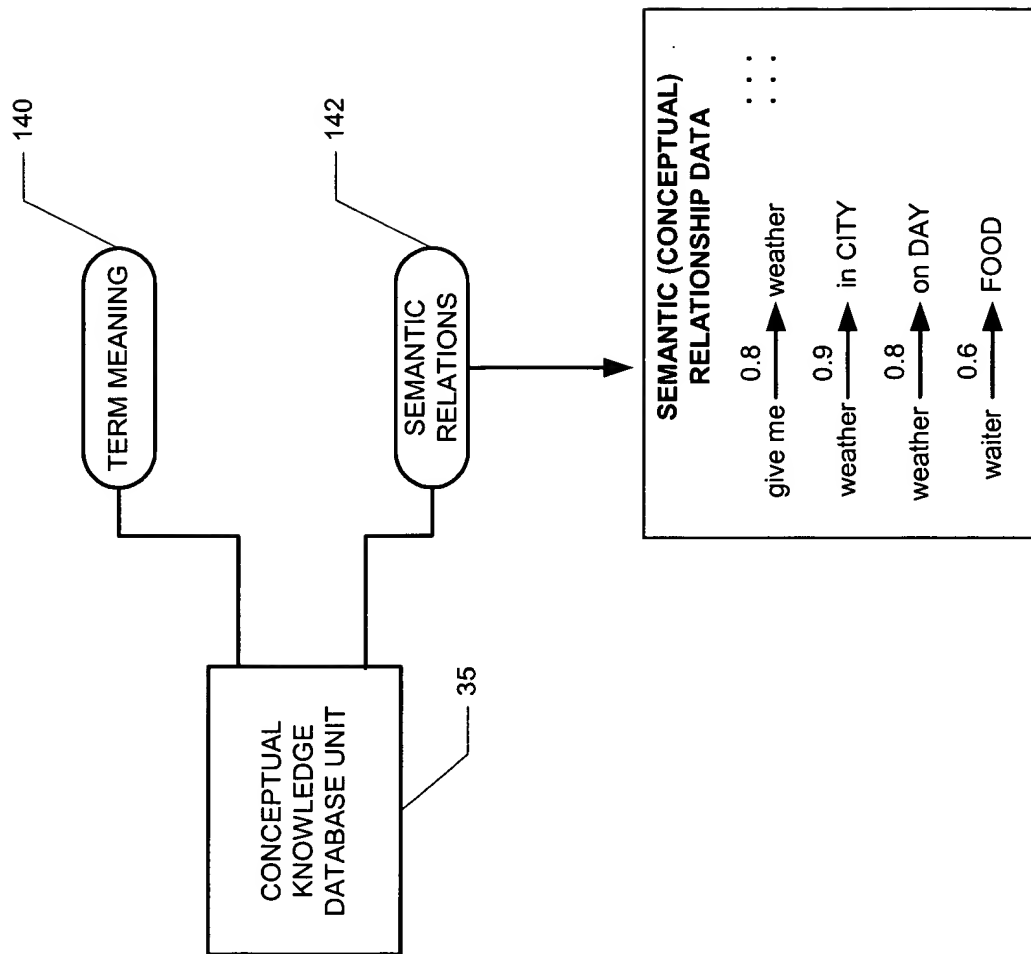 140
TERM MEANING
142
SEMANTIC
RELATIONS
CONCEPTUAL
KNOWLEDGE
DATABASE UNIT
35
SEMANTIC (CONCEPTUAL)
RELATIONSHIP DATA
give me 0.8 weather
weather 0.9 in CITY
weather 0.8 on DAY
waiter 0.6 FOOD
. . .
. . .